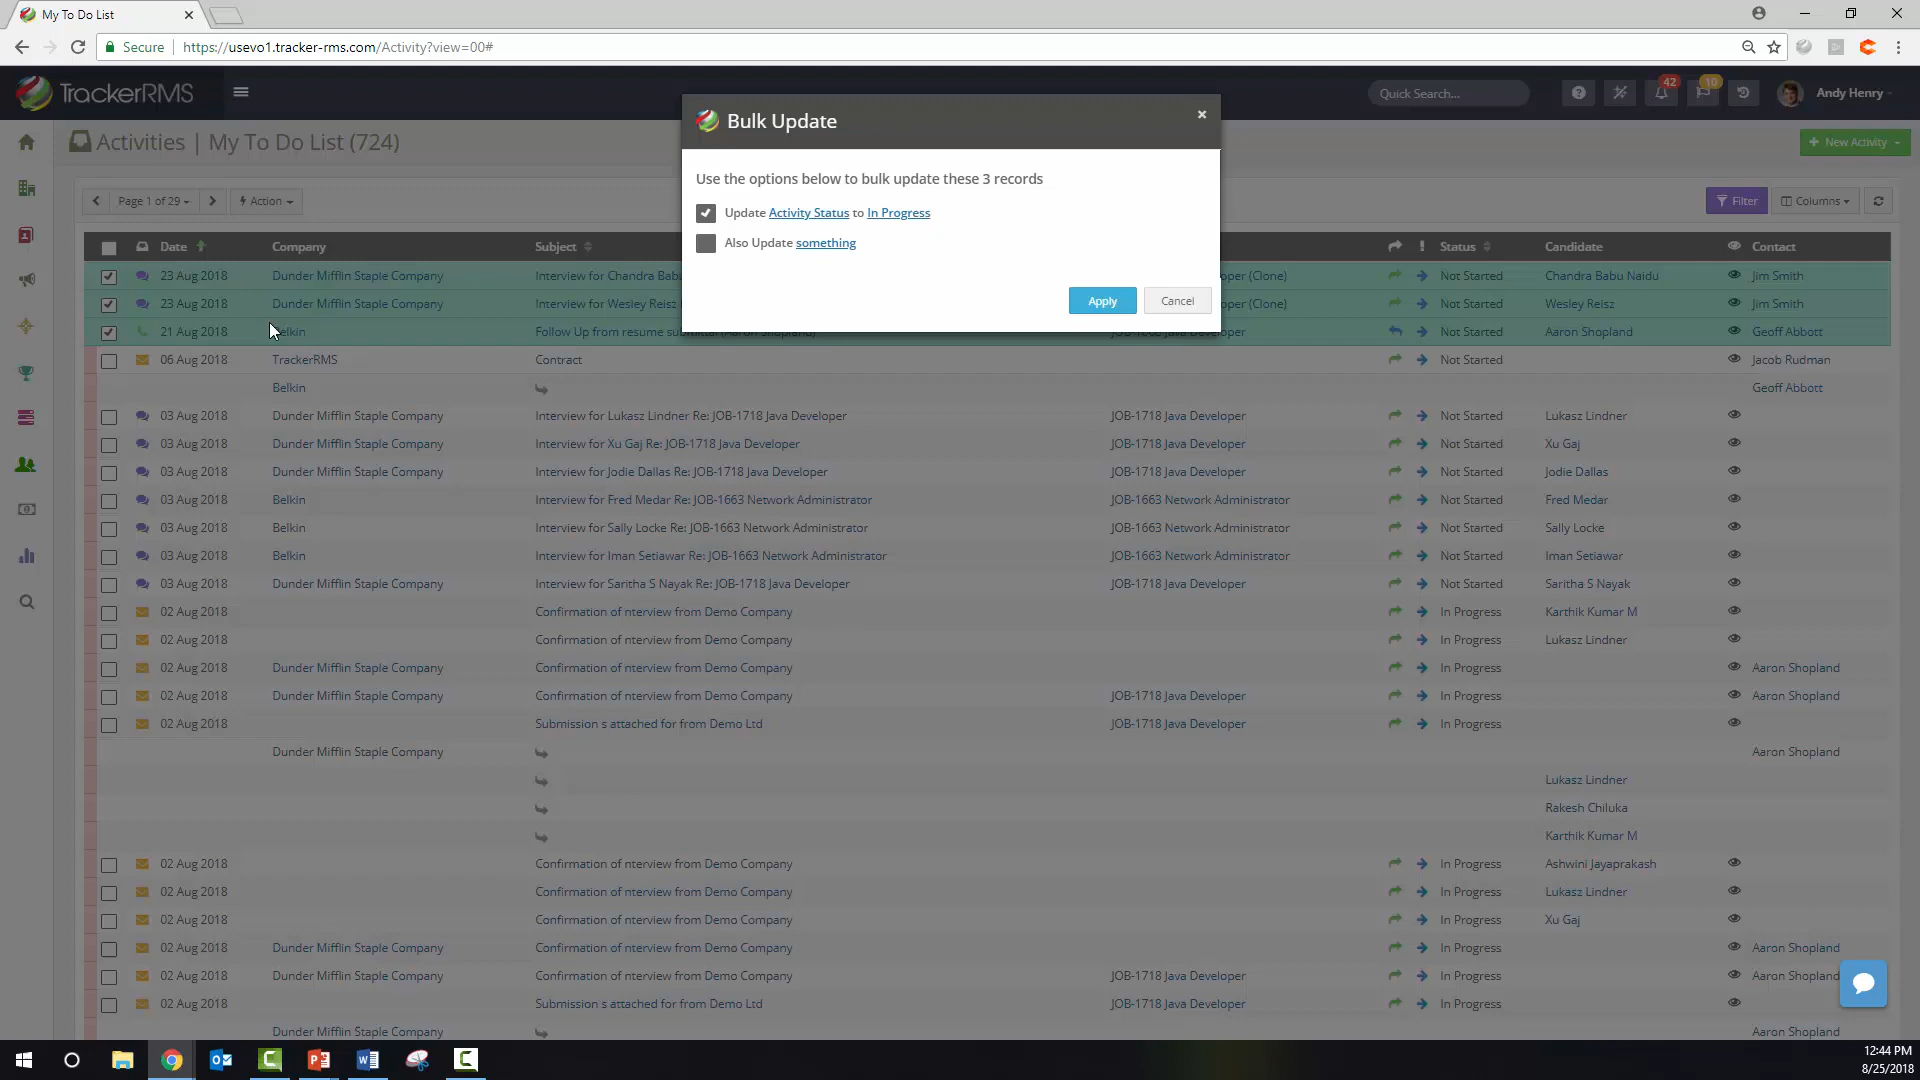 My To Do List
Secure https://usevo1.tracker-rms.com/Activity?view=00#
TrackerRMS Quick Search... 42 10 Andy Henry
Activities | My To Do List (724) New Activity
Page 1 of 29 Action Filter Columns
Bulk Update
Use the options below to bulk update these 3 records
Update Activity Status to In Progress
Also Update something
Apply Cancel
Date Company Subject Status Candidate Contact
23 Aug 2018 Dunder Mifflin Staple Company Interview for Chandra Bab oper (Clone) Not Started Chandra Babu Naidu Jim Smith
23 Aug 2018 Dunder Mifflin Staple Company Interview for Wesley Reisz oper (Clone) Not Started Wesley Reisz Jim Smith
21 Aug 2018 elkin Follow Up from resume submittal (Aaron Shopland) Developer Not Started Aaron Shopland Geoff Abbott
06 Aug 2018 TrackerRMS Contract Not Started Jacob Rudman
Belkin Geoff Abbott
03 Aug 2018 Dunder Mifflin Staple Company Interview for Lukasz Lindner Re: JOB-1718 Java Developer JOB-1718 Java Developer Not Started Lukasz Lindner
03 Aug 2018 Dunder Mifflin Staple Company Interview for Xu Gaj Re: JOB-1718 Java Developer JOB-1718 Java Developer Not Started Xu Gaj
03 Aug 2018 Dunder Mifflin Staple Company Interview for Jodie Dallas Re: JOB-1718 Java Developer JOB-1718 Java Developer Not Started Jodie Dallas
03 Aug 2018 Belkin Interview for Fred Medar Re: JOB-1663 Network Administrator JOB-1663 Network Administrator Not Started Fred Medar
03 Aug 2018 Belkin Interview for Sally Locke Re: JOB-1663 Network Administrator JOB-1663 Network Administrator Not Started Sally Locke
03 Aug 2018 Belkin Interview for Iman Setiawar Re: JOB-1663 Network Administrator JOB-1663 Network Administrator Not Started Iman Setiawar
03 Aug 2018 Dunder Mifflin Staple Company Interview for Saritha S Nayak Re: JOB-1718 Java Developer JOB-1718 Java Developer Not Started Saritha S Nayak
02 Aug 2018 Confirmation of nterview from Demo Company In Progress Karthik Kumar M
02 Aug 2018 Confirmation of nterview from Demo Company In Progress Lukasz Lindner
02 Aug 2018 Dunder Mifflin Staple Company Confirmation of nterview from Demo Company In Progress Aaron Shopland
02 Aug 2018 Dunder Mifflin Staple Company Confirmation of nterview from Demo Company JOB-1718 Java Developer In Progress Aaron Shopland
02 Aug 2018 Submission s attached for from Demo Ltd JOB-1718 Java Developer In Progress
Dunder Mifflin Staple Company Aaron Shopland
Lukasz Lindner
Rakesh Chiluka
Karthik Kumar M
02 Aug 2018 Confirmation of nterview from Demo Company In Progress Ashwini Jayaprakash
02 Aug 2018 Confirmation of nterview from Demo Company In Progress Lukasz Lindner
02 Aug 2018 Confirmation of nterview from Demo Company In Progress Xu Gaj
02 Aug 2018 Dunder Mifflin Staple Company Confirmation of nterview from Demo Company In Progress Aaron Shopland
02 Aug 2018 Dunder Mifflin Staple Company Confirmation of nterview from Demo Company JOB-1718 Java Developer In Progress Aaron Shopland
02 Aug 2018 Submission s attached for from Demo Ltd JOB-1718 Java Developer In Progress
Dunder Mifflin Staple Company Aaron Shopland
12:44 PM
8/25/2018